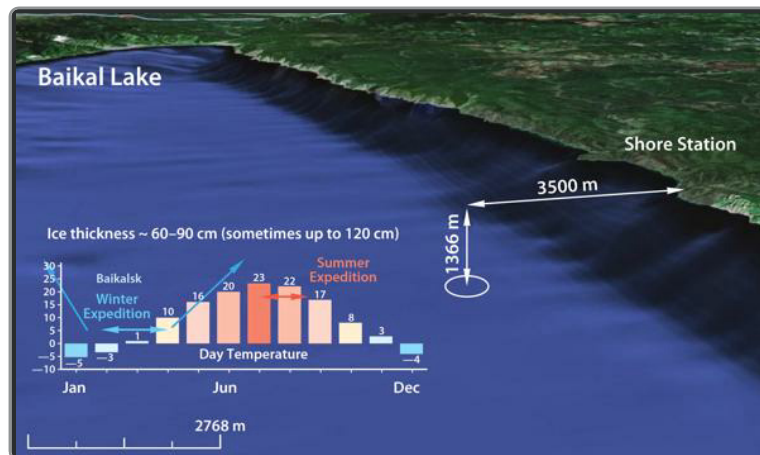 Baikal Lake
Shore Station
3500 m
1366 m
Ice thickness ~ 60–90 cm (sometimes up to 120 cm)
30
25
20
15
10
5
0
—5
—10
Baikalsk
Winter
Expedition
Summer
Expedition
—5
—3
1
10
16
20
23
22
17
8
3
—4
Day Temperature
Jan
Jun
Dec
2768 m